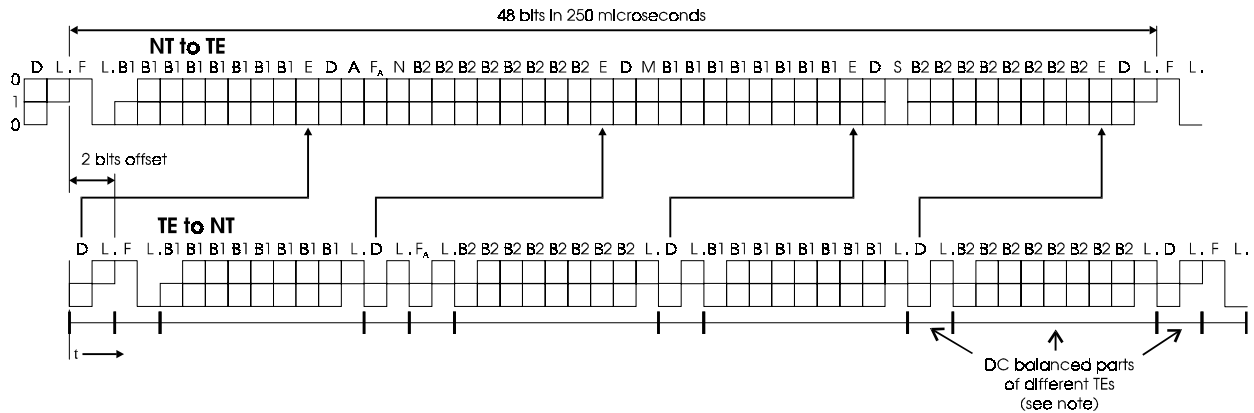 48 bits in 250 microseconds
NT to TE
D L. F L. B1 B1 B1 B1 B1 B1 B1 B1 E D A FA N B2 B2 B2 B2 B2 B2 B2 B2 E D M B1 B1 B1 B1 B1 B1 B1 B1 E D S B2 B2 B2 B2 B2 B2 B2 B2 E D L. F L.
0
1
0
2 bits offset
TE to NT
D L. F L. B1 B1 B1 B1 B1 B1 B1 B1 L. D L. FA L. B2 B2 B2 B2 B2 B2 B2 B2 L. D L. B1 B1 B1 B1 B1 B1 B1 B1 L. D L. B2 B2 B2 B2 B2 B2 B2 B2 L. D L. F L.
t
DC balanced parts
of different TEs
(see note)